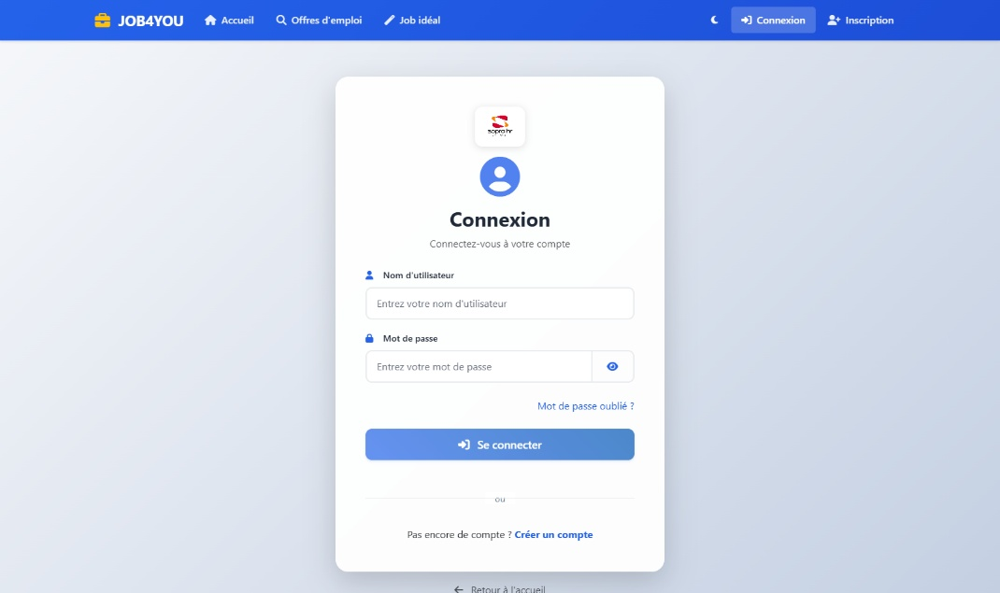 JOB4YOU
Accueil
Offres d'emploi
Job idéal
Connexion
Inscription
sopra hr
Connexion
Connectez-vous à votre compte
Nom d'utilisateur
Entrez votre nom d'utilisateur
Mot de passe
Entrez votre mot de passe
Mot de passe oublié ?
Se connecter
ou
Pas encore de compte ? Créer un compte
Retour à l'accueil